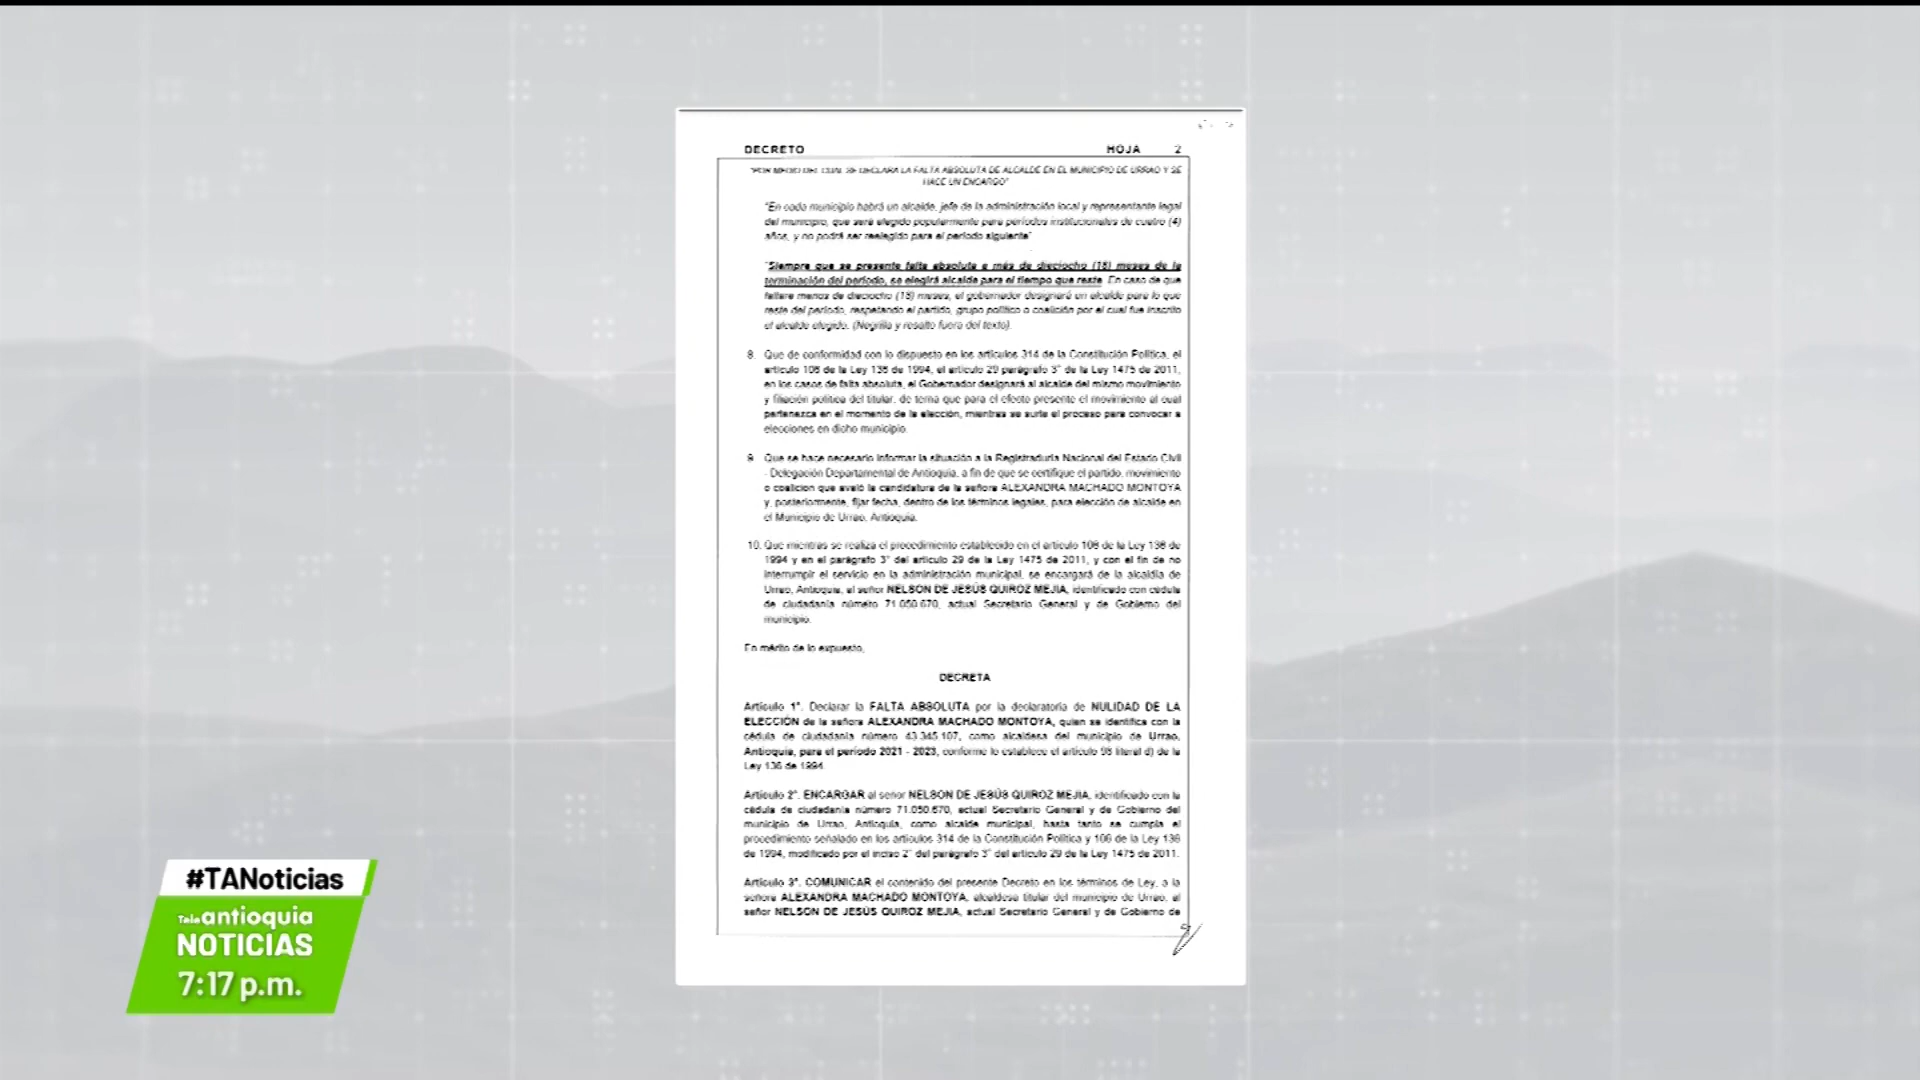 DECRETO HOJA 2
"POR MEDIO DEL CUAL SE DECLARA LA FALTA ABSOLUTA DE ALCALDE EN EL MUNICIPIO DE URRAO Y SE
HACE UN ENCARGO"
"En cada municipio habrá un alcalde, jefe de la administración local y representante legal
del municipio, que será elegido popularmente para períodos institucionales de cuatro (4)
años, y no podrá ser reelegido para el período siguiente"
"Siempre que se presente falta absoluta a más de dieciocho (18) meses de la
terminación del período, se elegirá alcalde para el tiempo que reste. En caso de que
faltare menos de dieciocho (18) meses, el gobernador designará un alcalde para lo que
reste del período, respetando el partido, grupo político o coalición por el cual fue inscrito
el alcalde elegido. (Negrilla y resalto fuera del texto).
8. Que de conformidad con lo dispuesto en los artículos 314 de la Constitución Política, el
artículo 106 de la Ley 136 de 1994, el artículo 29 parágrafo 3° de la Ley 1475 de 2011,
en los casos de falta absoluta, el Gobernador designará al alcalde del mismo movimiento
y filiación política del titular, de terna que para el efecto presente el movimiento al cual
pertenezca en el momento de la elección, mientras se surte el proceso para convocar a
elecciones en dicho municipio.
9. Que se hace necesario informar la situación a la Registraduría Nacional del Estado Civil
- Delegación Departamental de Antioquia, a fin de que se certifique el partido, movimiento
o coalicion que avaló la candidatura de la señora ALEXANDRA MACHADO MONTOYA
y, posteriormente, fijar fecha, dentro de los términos legales, para elección de alcalde en
el Municipio de Urrao, Antioquia.
10. Que mientras se realiza el procedimiento establecido en el artículo 106 de la Ley 136 de
1994 y en el parágrafo 3° del artículo 29 de la Ley 1475 de 2011, y con el fin de no
interrumpir el servicio en la administración municipal, se encargará de la alcaldía de
Urrao, Antioquia, al señor NELSON DE JESÚS QUIROZ MEJIA, identificado con cédula
de ciudadanía número 71.050.670, actual Secretario General y de Gobierno del
municipio.
En mérito de lo expuesto,
DECRETA
Artículo 1°. Declarar la FALTA ABSOLUTA por la declaratoria de NULIDAD DE LA
ELECCIÓN de la señora ALEXANDRA MACHADO MONTOYA, quien se identifica con la
cédula de ciudadanía número 43.345.107, como alcaldesa del municipio de Urrao,
Antioquia, para el período 2021 - 2023, conforme lo establece el artículo 98 literal d) de la
Ley 136 de 1994.
Artículo 2°. ENCARGAR al señor NELSON DE JESÚS QUIROZ MEJIA, identificado con la
cédula de ciudadanía número 71.050.670, actual Secretario General y de Gobierno del
municipio de Urrao, Antioquia, como alcalde municipal, hasta tanto se cumpla el
procedimiento señalado en los artículos 314 de la Constitución Política y 106 de la Ley 136
de 1994, modificado por el inciso 2° del parágrafo 3° del artículo 29 de la Ley 1475 de 2011.
Artículo 3°. COMUNICAR el contenido del presente Decreto en los términos de Ley, a la
señora ALEXANDRA MACHADO MONTOYA, alcaldesa titular del municipio de Urrao, al
señor NELSON DE JESÚS QUIROZ MEJIA, actual Secretario General y de Gobierno de
#TANoticias
Teleantioquia
NOTICIAS
7:17 p.m.